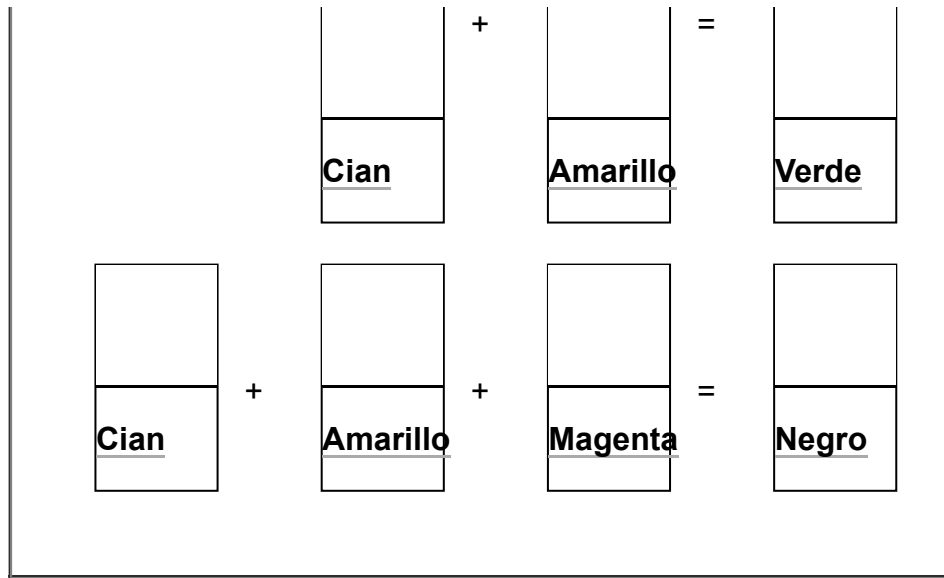 + =
Cian Amarillo Verde
+ + =
Cian Amarillo Magenta Negro